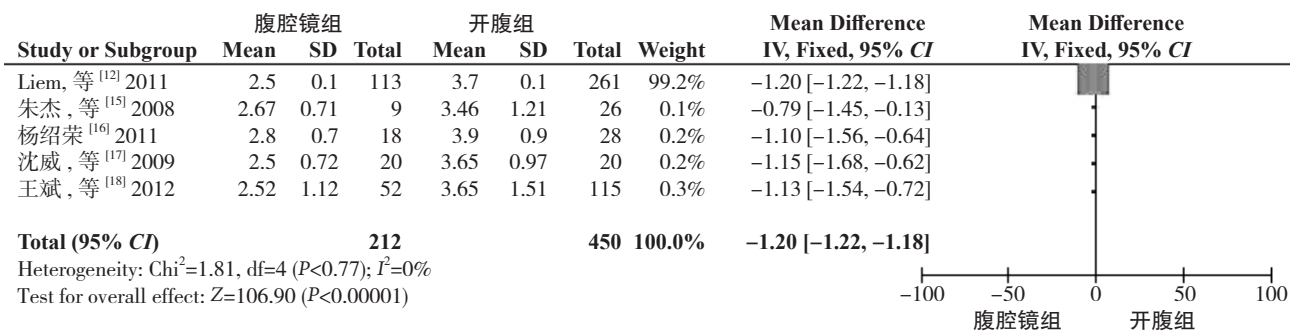 腹腔镜组 开腹组 Mean Difference Mean Difference
Study or Subgroup Mean SD Total Mean SD Total Weight IV, Fixed, 95% CI IV, Fixed, 95% CI
Liem, 等 [12] 2011 2.5 0.1 113 3.7 0.1 261 99.2% −1.20 [−1.22, −1.18]
朱杰 , 等 [15] 2008 2.67 0.71 9 3.46 1.21 26 0.1% −0.79 [−1.45, −0.13]
杨绍荣 [16] 2011 2.8 0.7 18 3.9 0.9 28 0.2% −1.10 [−1.56, −0.64]
沈威 , 等 [17] 2009 2.5 0.72 20 3.65 0.97 20 0.2% −1.15 [−1.68, −0.62]
王斌 , 等 [18] 2012 2.52 1.12 52 3.65 1.51 115 0.3% −1.13 [−1.54, −0.72]
Total (95% CI) 212 450 100.0% −1.20 [−1.22, −1.18]
Heterogeneity: Chi²=1.81, df=4 (P<0.77); I²=0%
Test for overall effect: Z=106.90 (P<0.00001)
−100 −50 0 50 100
腹腔镜组 开腹组